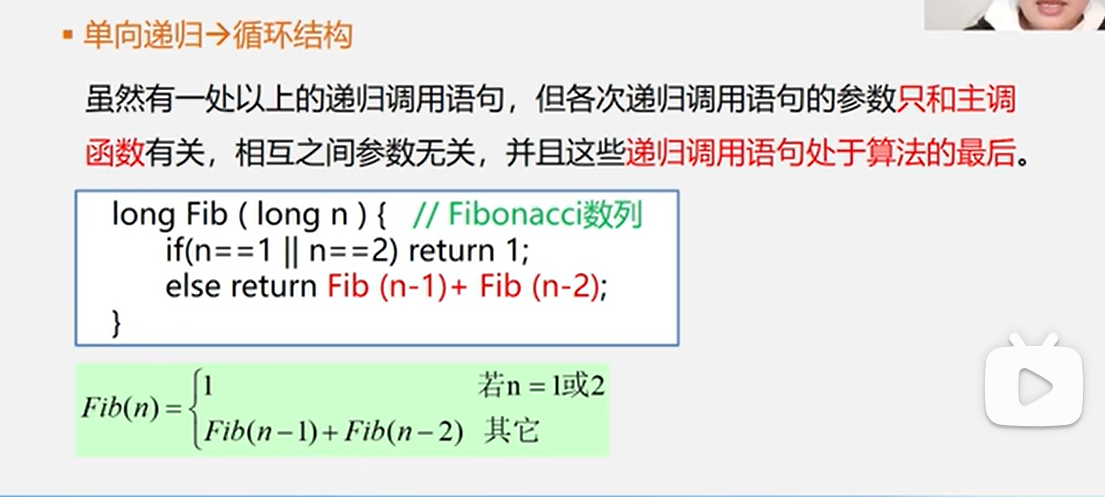 ▪ 单向递归→循环结构
虽然有一处以上的递归调用语句，但各次递归调用语句的参数只和主调
函数有关，相互之间参数无关，并且这些递归调用语句处于算法的最后。
long Fib ( long n ) { // Fibonacci数列
if(n==1 || n==2) return 1;
else return Fib (n-1)+ Fib (n-2);
}
Fib(n) = { 1 若n = 1或2
Fib(n−1)+ Fib(n−2) 其它